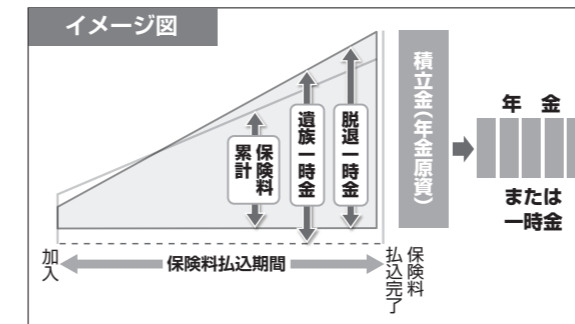 イメージ図
保険料
累計
遺族一時金
脱退一時金
積立金(年金原資)
年 金
または
一時金
加入
保険料払込期間
保険料
払込完了